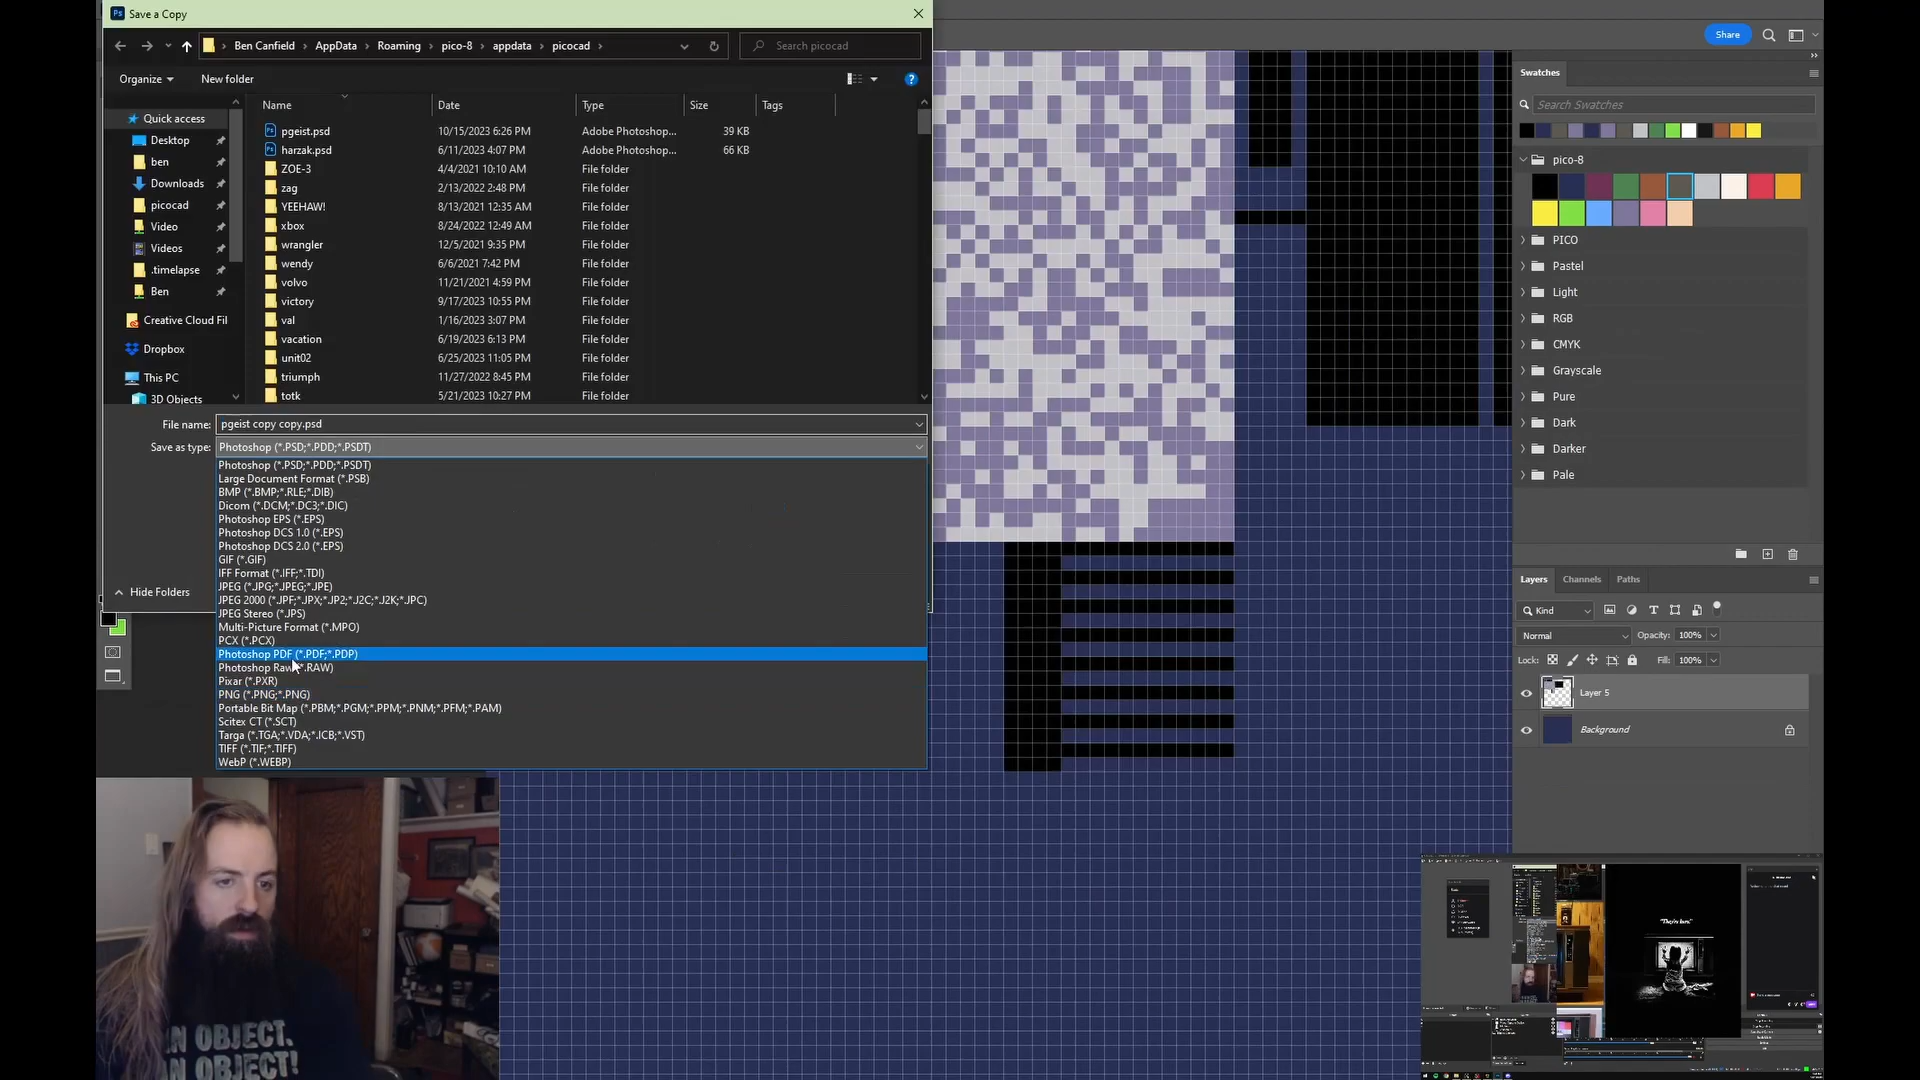 Save a Copy
Ben Canfield > AppData > Roaming > pico-8 > appdata > picocad >
Search picocad
Organize
New folder
Name Date Type Size Tags
Quick access
Desktop
ben
Downloads
picocad
Video
Videos
.timelapse
Ben
Creative Cloud Fil
Dropbox
This PC
3D Objects
pgeist.psd 10/15/2023 6:26 PM Adobe Photoshop... 39 KB
harzak.psd 6/11/2023 4:07 PM Adobe Photoshop... 66 KB
ZOE-3 4/4/2021 10:10 AM File folder
zag 2/13/2022 2:48 PM File folder
YEEHAW! 8/13/2021 12:35 AM File folder
xbox 8/24/2022 12:49 AM File folder
wrangler 12/5/2021 9:35 PM File folder
wendy 6/6/2021 7:42 PM File folder
volvo 11/21/2021 4:59 PM File folder
victory 9/17/2023 10:55 PM File folder
val 1/16/2023 3:07 PM File folder
vacation 6/19/2023 6:13 PM File folder
unit02 6/25/2023 11:05 PM File folder
triumph 11/27/2022 8:45 PM File folder
totk 5/21/2023 10:27 PM File folder
File name: pgeist copy copy.psd
Save as type: Photoshop (*.PSD;*.PDD;*.PSDT)
Photoshop (*.PSD;*.PDD;*.PSDT)
Large Document Format (*.PSB)
BMP (*.BMP;*.RLE;*.DIB)
Dicom (*.DCM;*.DC3;*.DIC)
Photoshop EPS (*.EPS)
Photoshop DCS 1.0 (*.EPS)
Photoshop DCS 2.0 (*.EPS)
GIF (*.GIF)
IFF Format (*.IFF;*.TDI)
JPEG (*.JPG;*.JPEG;*.JPE)
JPEG 2000 (*.JPF;*.JPX;*.JP2;*.J2C;*.J2K;*.JPC)
JPEG Stereo (*.JPS)
Multi-Picture Format (*.MPO)
PCX (*.PCX)
Photoshop PDF (*.PDF;*.PDP)
Photoshop Raw (*.RAW)
Pixar (*.PXR)
PNG (*.PNG;*.PNG)
Portable Bit Map (*.PBM;*.PGM;*.PPM;*.PNM;*.PFM;*.PAM)
Scitex CT (*.SCT)
Targa (*.TGA;*.VDA;*.ICB;*.VST)
TIFF (*.TIF;*.TIFF)
WebP (*.WEBP)
Hide Folders
Share
Swatches
Search Swatches
pico-8
PICO
Pastel
Light
RGB
CMYK
Grayscale
Pure
Dark
Darker
Pale
Layers Channels Paths
Kind
Normal Opacity: 100%
Lock: Fill: 100%
Layer 5
Background
AN OBJECT.
AN OBJECT!
"They're here."